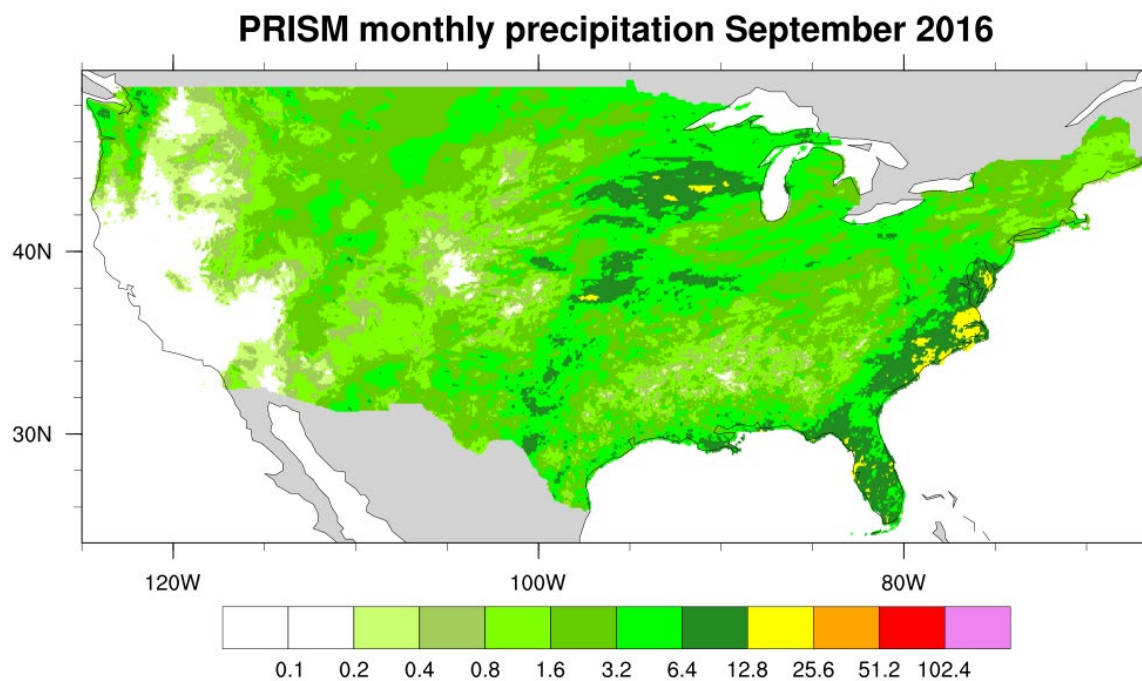 PRISM monthly precipitation September 2016
40N
30N
120W 100W 80W
0.1 0.2 0.4 0.8 1.6 3.2 6.4 12.8 25.6 51.2 102.4